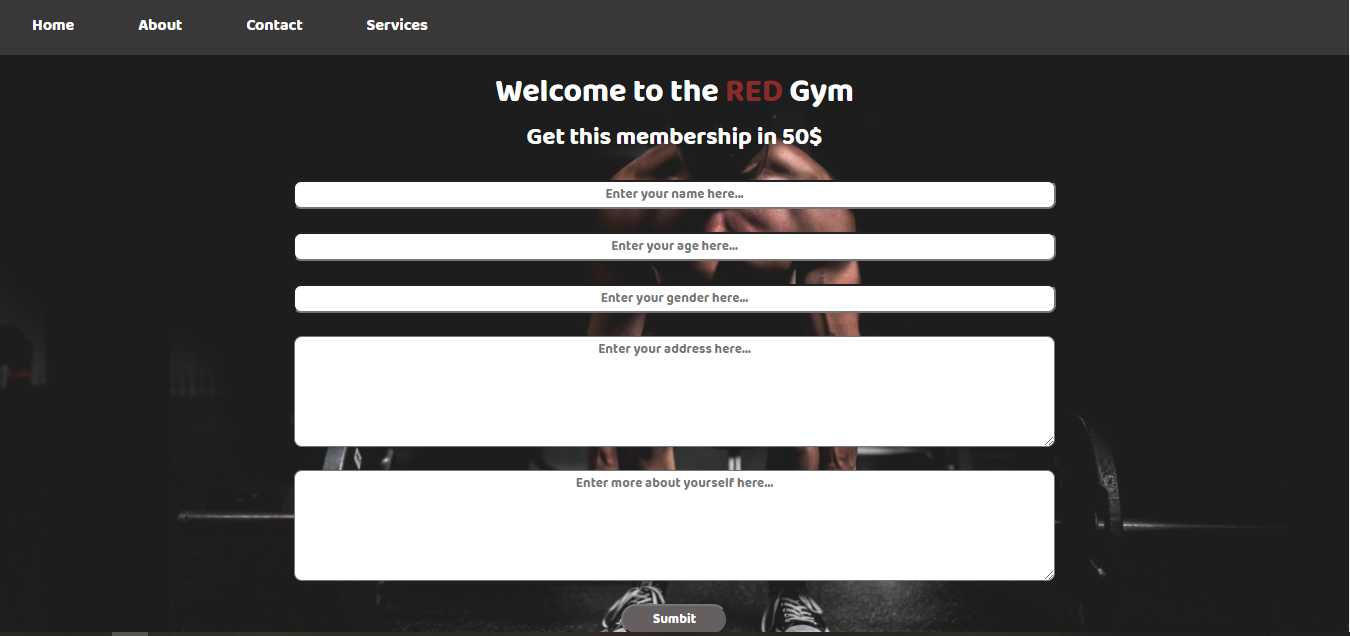 Home About Contact Services
Welcome to the RED Gym
Get this membership in 50$
Enter your name here...
Enter your age here...
Enter your gender here...
Enter your address here...
Enter more about yourself here...
Sumbit